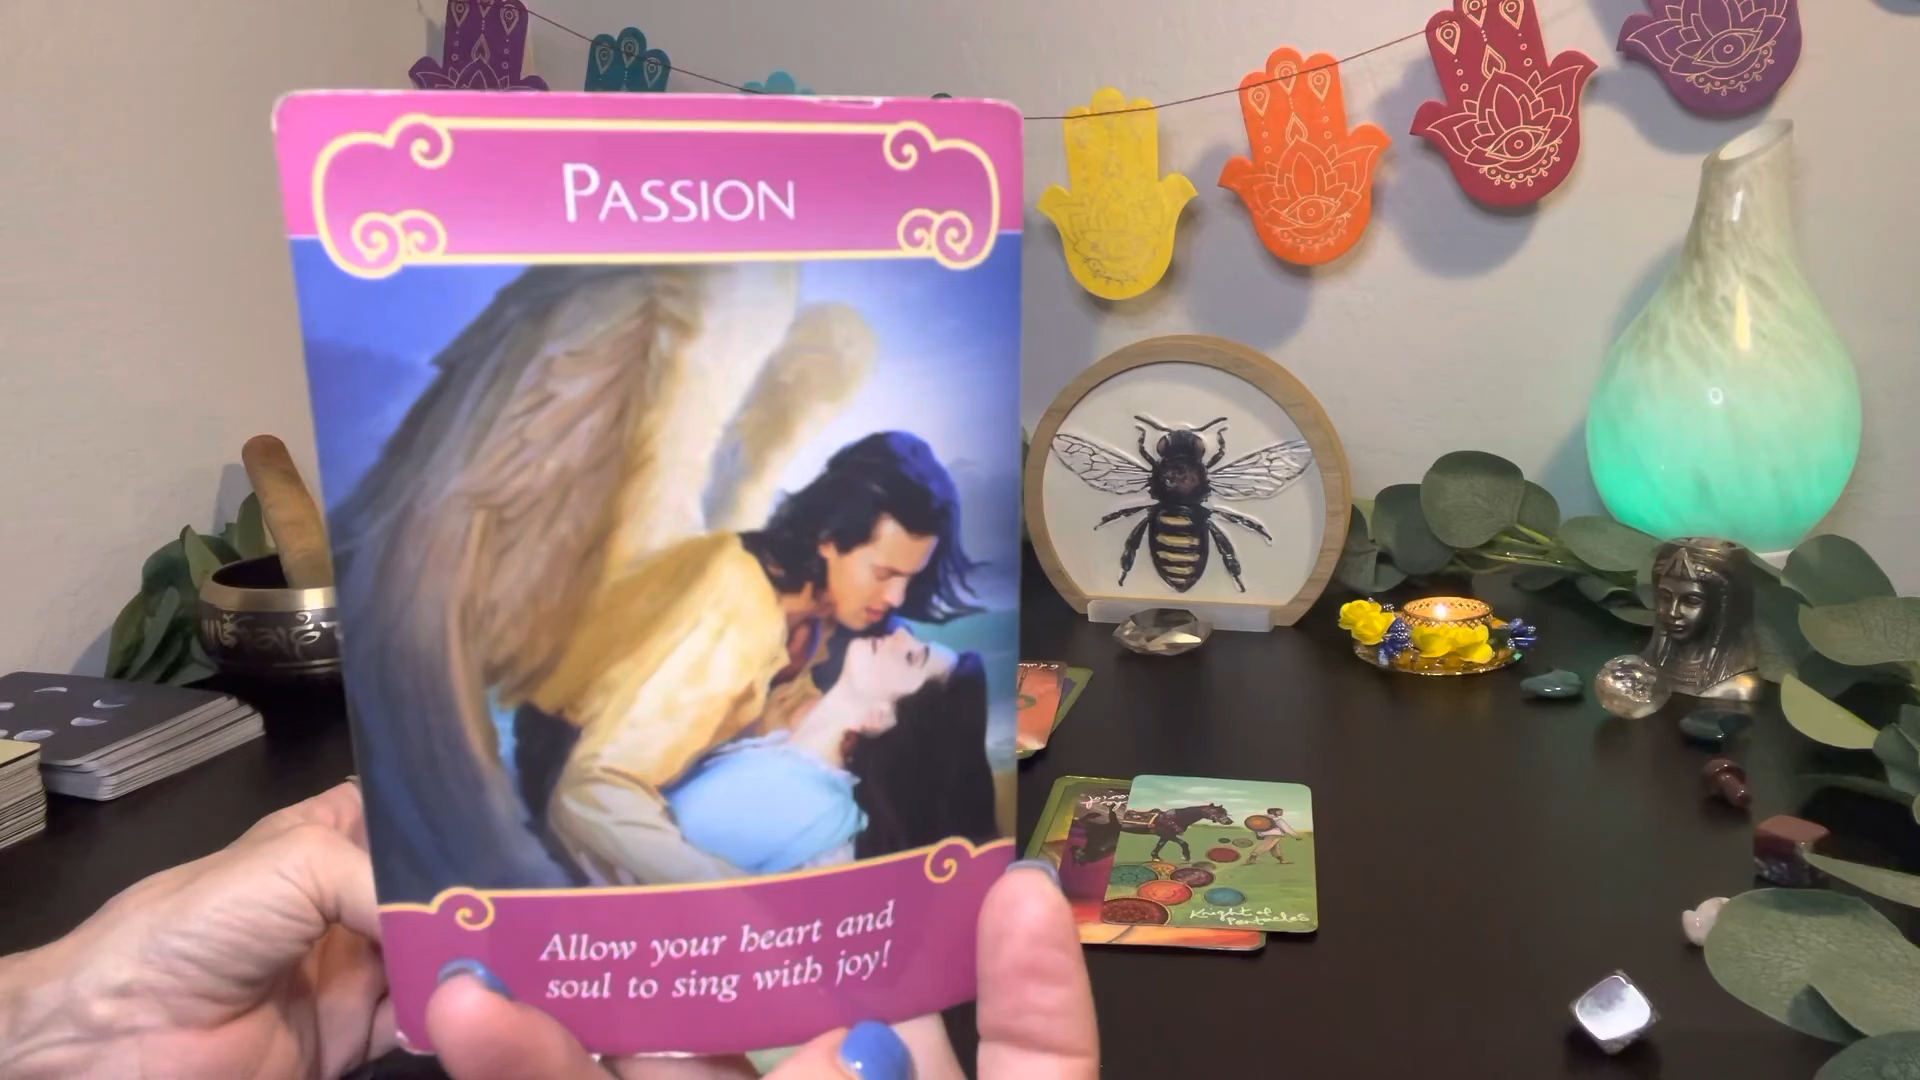 PASSION
Allow your heart and
soul to sing with joy!
Knight of
Pentacles